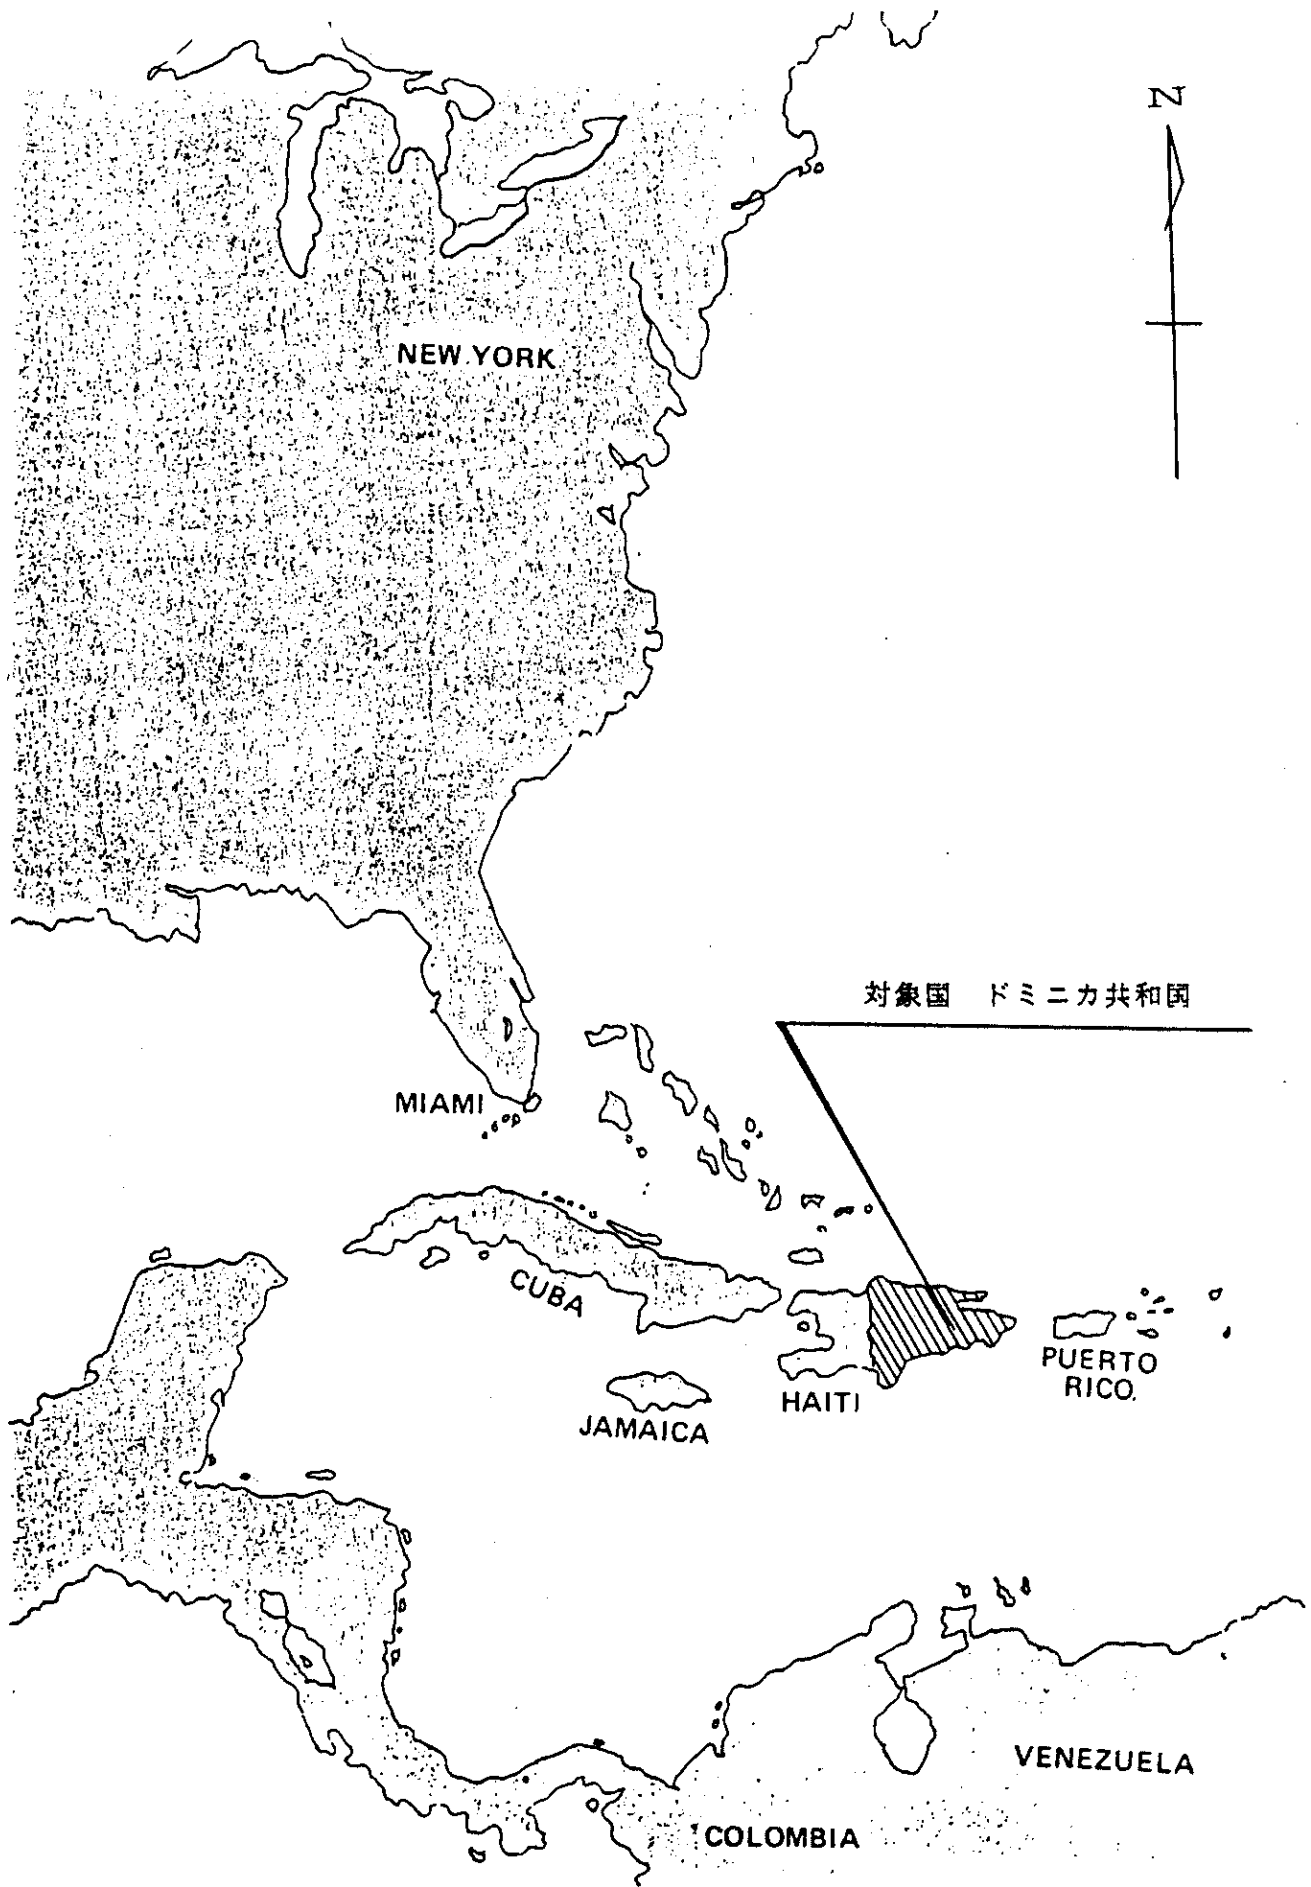 N
NEW YORK
対象国 ドミニカ共和国
MIAMI
CUBA
PUERTO
RICO.
HAITI
JAMAICA
VENEZUELA
COLOMBIA